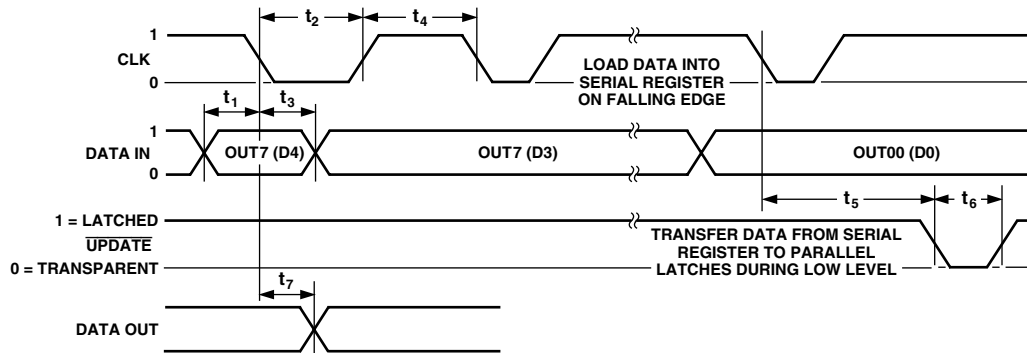 t2
t4
1
CLK
0
LOAD DATA INTO
SERIAL REGISTER
ON FALLING EDGE
t1
t3
1
DATA IN
0
OUT7 (D4)
OUT7 (D3)
OUT00 (D0)
t5
t6
1 = LATCHED
UPDATE
0 = TRANSPARENT
TRANSFER DATA FROM SERIAL
REGISTER TO PARALLEL
LATCHES DURING LOW LEVEL
t7
DATA OUT